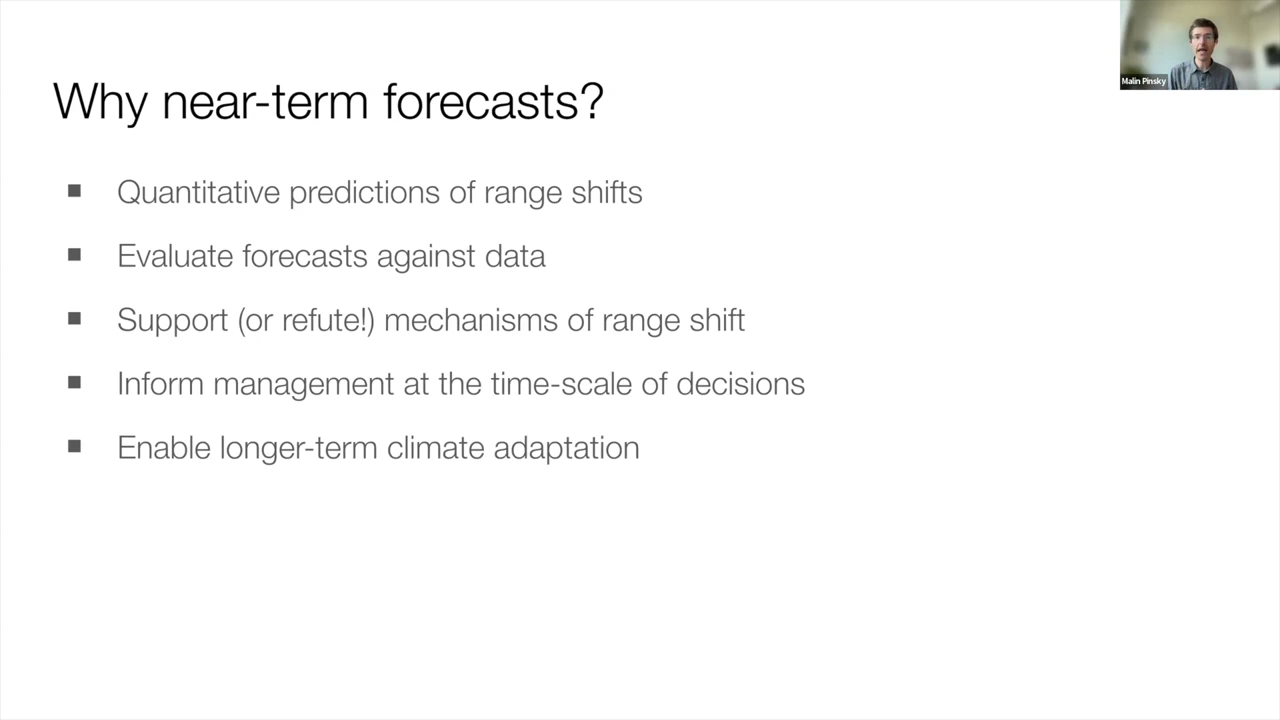 Malin Pinsky
Why near-term forecasts?
Quantitative predictions of range shifts
Evaluate forecasts against data
Support (or refute!) mechanisms of range shift
Inform management at the time-scale of decisions
Enable longer-term climate adaptation